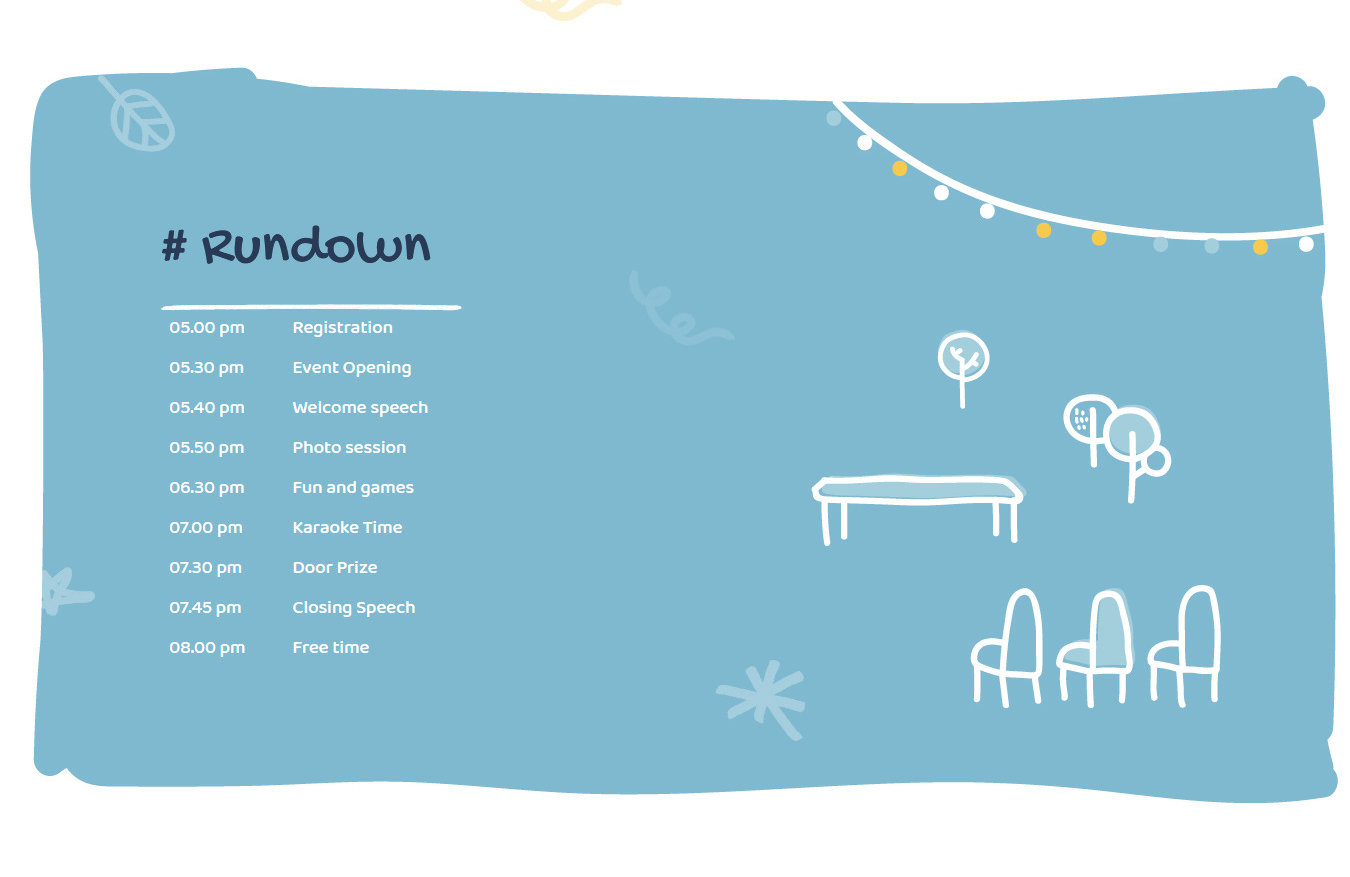 # Rundown
05.00 pm Registration
05.30 pm Event Opening
05.40 pm Welcome speech
05.50 pm Photo session
06.30 pm Fun and games
07.00 pm Karaoke Time
07.30 pm Door Prize
07.45 pm Closing Speech
08.00 pm Free time